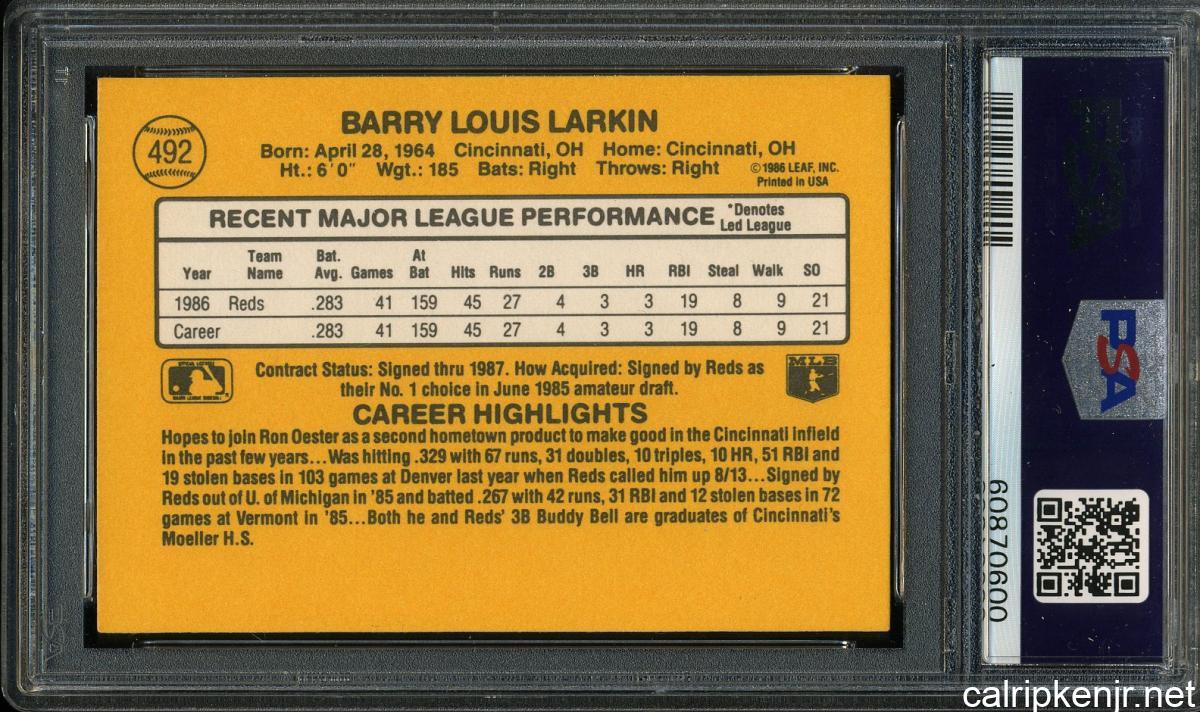 BARRY LOUIS LARKIN
492
Born: April 28, 1964 Cincinnati, OH Home: Cincinnati, OH
Ht.: 6'0" Wgt.: 185 Bats: Right Throws: Right
©1986 LEAF, INC.
Printed in USA
RECENT MAJOR LEAGUE PERFORMANCE
*Denotes
Led League
Year Team Name Bat. Avg. Games At Bat Hits Runs 2B 3B HR RBI Steal Walk SO
1986 Reds .283 41 159 45 27 4 3 3 19 8 9 21
Career .283 41 159 45 27 4 3 3 19 8 9 21
MLB
Contract Status: Signed thru 1987. How Acquired: Signed by Reds as
their No. 1 choice in June 1985 amateur draft.
CAREER HIGHLIGHTS
Hopes to join Ron Oester as a second hometown product to make good in the Cincinnati infield
in the past few years...Was hitting .329 with 67 runs, 31 doubles, 10 triples, 10 HR, 51 RBI and
19 stolen bases in 103 games at Denver last year when Reds called him up 8/13...Signed by
Reds out of U. of Michigan in '85 and batted .267 with 42 runs, 31 RBI and 12 stolen bases in 72
games at Vermont in '85...Both he and Reds' 3B Buddy Bell are graduates of Cincinnati's
Moeller H.S.
PSA
60870600
calripkenjr.net